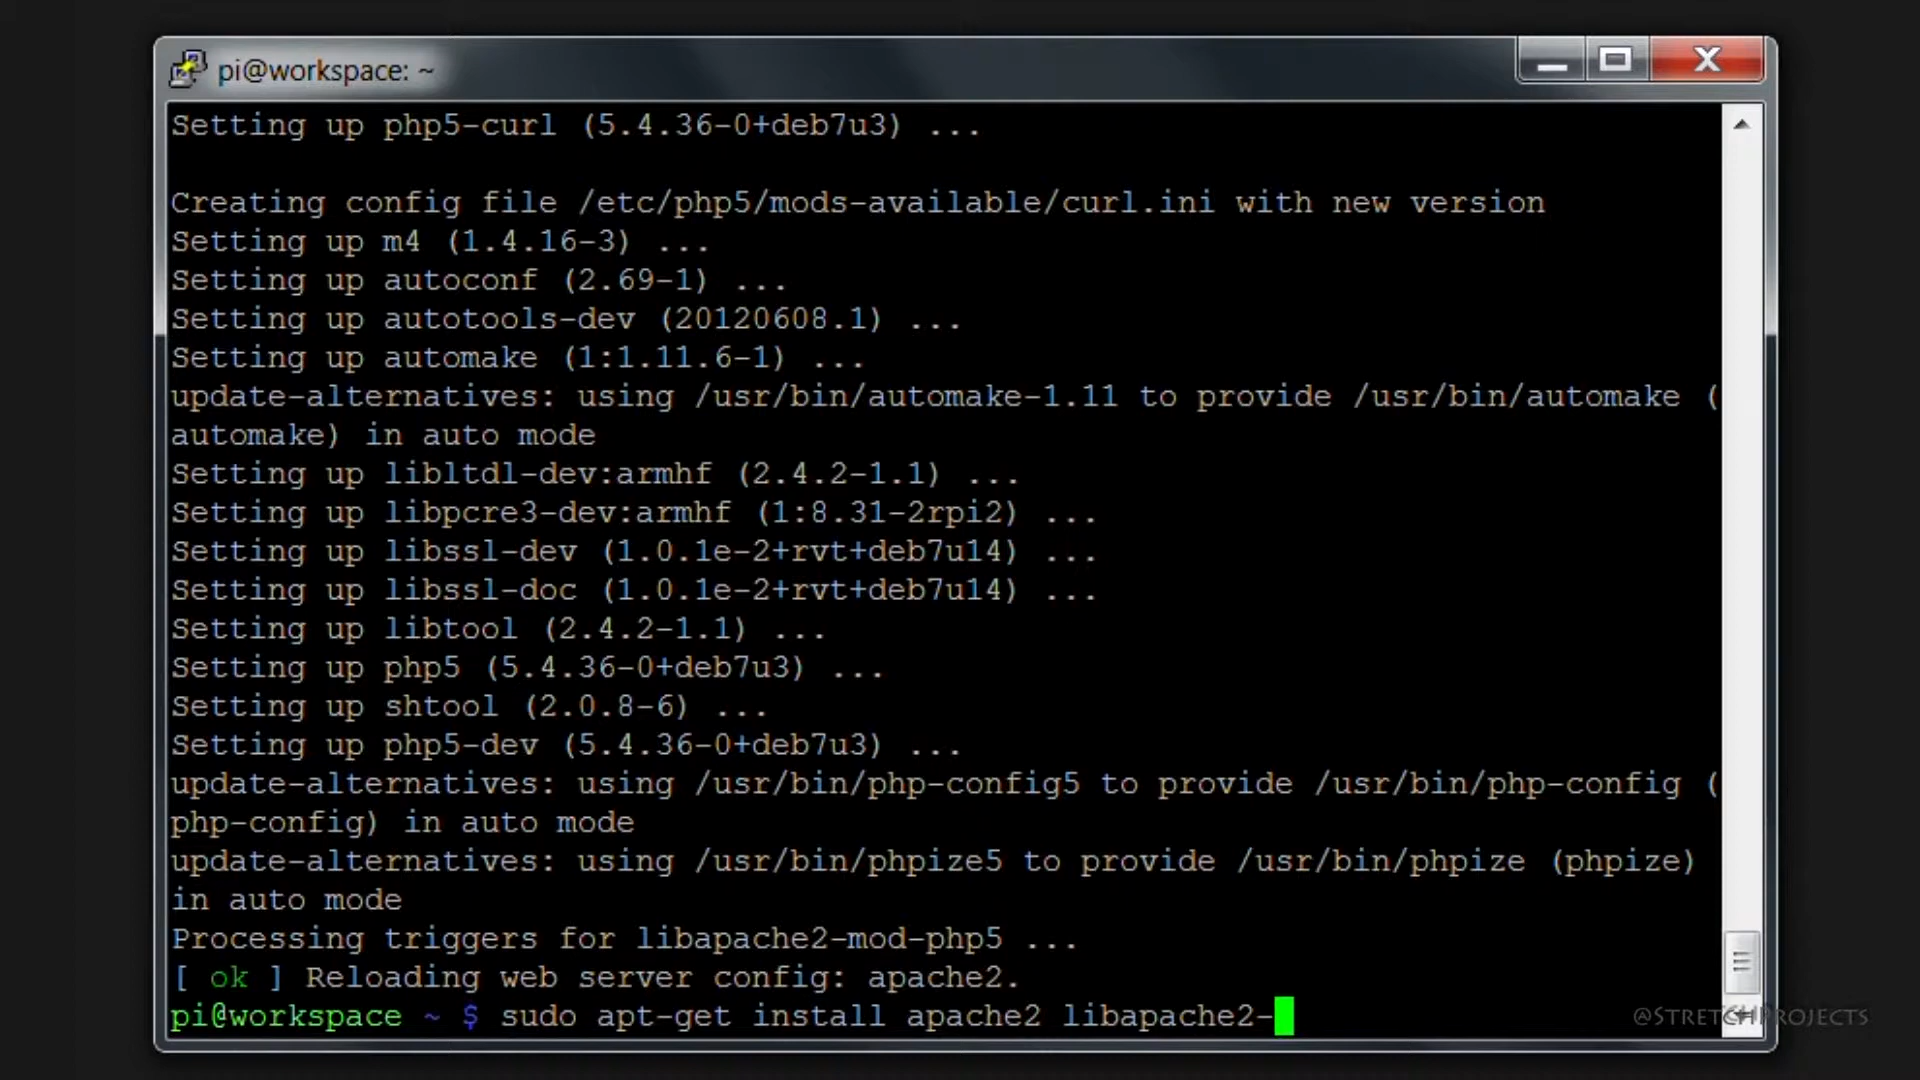 pi@workspace: ~
Setting up php5-curl (5.4.36-0+deb7u3) ...
Creating config file /etc/php5/mods-available/curl.ini with new version
Setting up m4 (1.4.16-3) ...
Setting up autoconf (2.69-1) ...
Setting up autotools-dev (20120608.1) ...
Setting up automake (1:1.11.6-1) ...
update-alternatives: using /usr/bin/automake-1.11 to provide /usr/bin/automake (
automake) in auto mode
Setting up libltdl-dev:armhf (2.4.2-1.1) ...
Setting up libpcre3-dev:armhf (1:8.31-2rpi2) ...
Setting up libssl-dev (1.0.1e-2+rvt+deb7u14) ...
Setting up libssl-doc (1.0.1e-2+rvt+deb7u14) ...
Setting up libtool (2.4.2-1.1) ...
Setting up php5 (5.4.36-0+deb7u3) ...
Setting up shtool (2.0.8-6) ...
Setting up php5-dev (5.4.36-0+deb7u3) ...
update-alternatives: using /usr/bin/php-config5 to provide /usr/bin/php-config (
php-config) in auto mode
update-alternatives: using /usr/bin/phpize5 to provide /usr/bin/phpize (phpize)
in auto mode
Processing triggers for libapache2-mod-php5 ...
[ ok ] Reloading web server config: apache2.
pi@workspace ~ $ sudo apt-get install apache2 libapache2-
@STRETCHPROJECTS